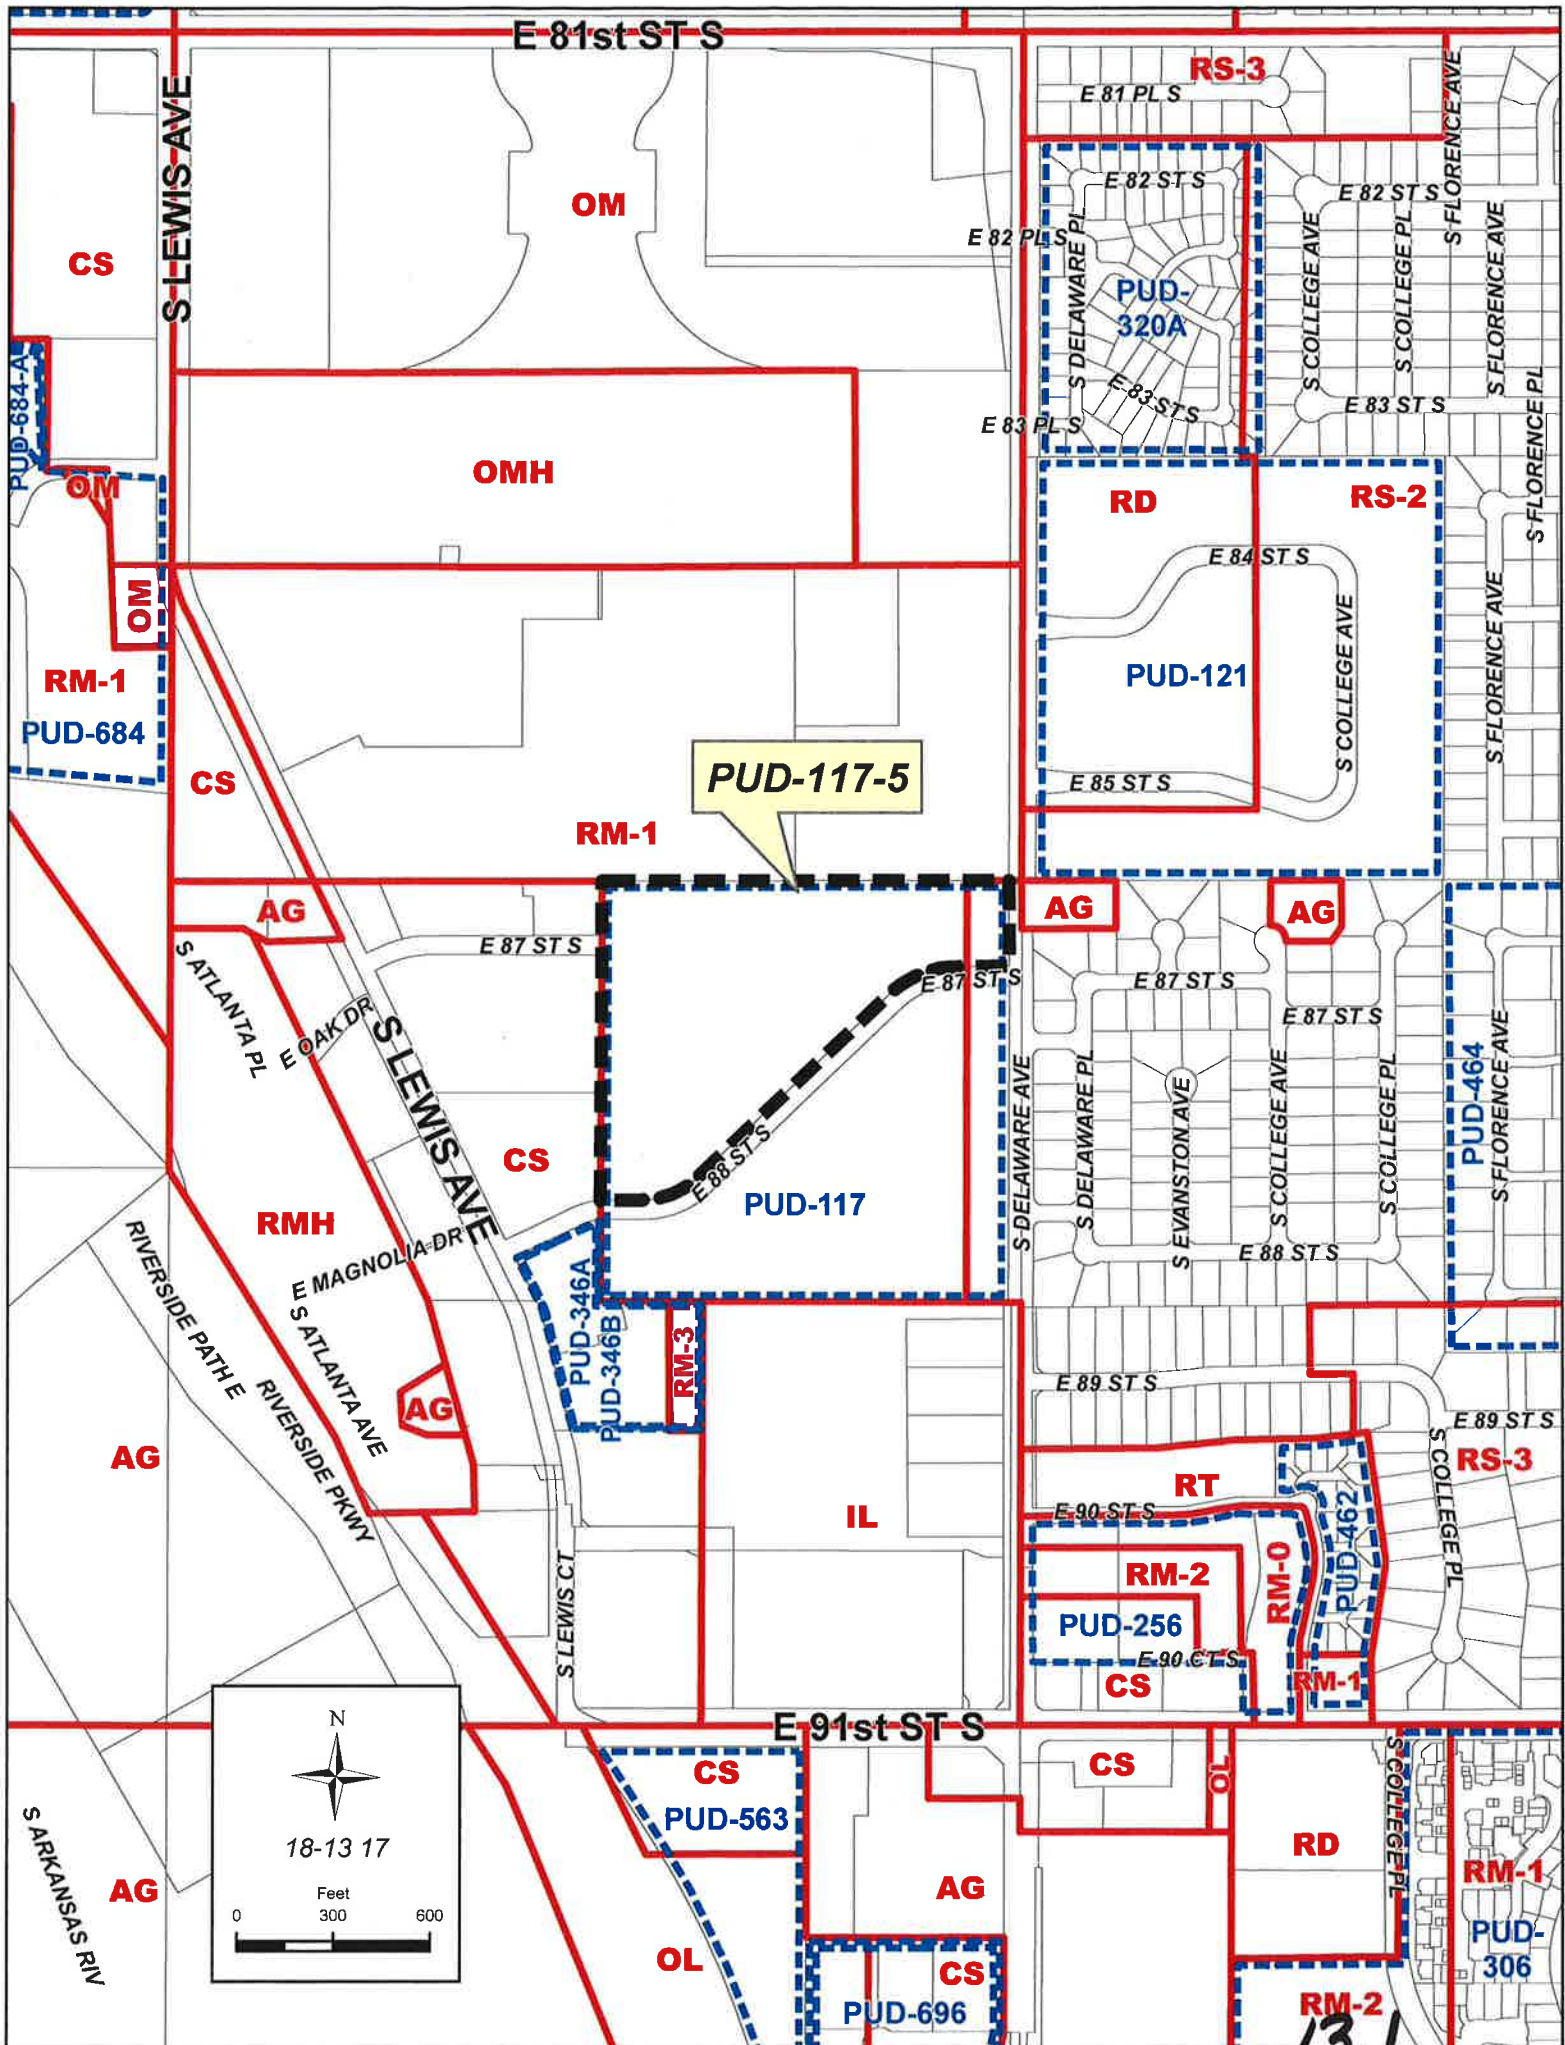 E 81st ST S
RS-3
E 81 PL S
S FLORENCE AVE
S LEWIS AVE
OM
CS
E 82 ST S
E 82 ST S
E 82 PL S
S DELAWARE PL
PUD-
320A
S COLLEGE AVE
S COLLEGE PL
S FLORENCE AVE
E 83 ST S
E 83 ST S
E 83 PL S
S FLORENCE PL
PUD-684-A
OM
OMH
RD
RS-2
E 84 ST S
OM
RM-1
PUD-684
S COLLEGE AVE
S FLORENCE AVE
PUD-121
CS
PUD-117-5
E 85 ST S
RM-1
AG
AG
AG
E 87 ST S
E 87 ST S
E 87 ST S
E 87 ST S
S ATLANTA PL
E OAK DR
S LEWIS AVE
S DELAWARE AVE
S DELAWARE PL
S EVANSTON AVE
S COLLEGE AVE
S COLLEGE PL
PUD-464
S FLORENCE AVE
CS
E 88 ST S
PUD-117
RMH
E MAGNOLIA DR
E 88 ST S
RIVERSIDE PATH E
S ATLANTA AVE
E
PUD-346A
PUD-346B
RM-3
RIVERSIDE PKWY
AG
E 89 ST S
E 89 ST S
AG
S COLLEGE PL
RS-3
RT
IL
E 90 ST S
PUD-462
RM-0
RM-2
PUD-256
E 90 CT S
CS
RM-1
S LEWIS CT
E 91st ST S
N
18-13 17
Feet
0 300 600
CS
PUD-563
CS
OL
S COLLEGE PL
RD
RM-1
PUD-
306
S ARKANSAS RIV
AG
AG
OL
CS
PUD-696
RM-2